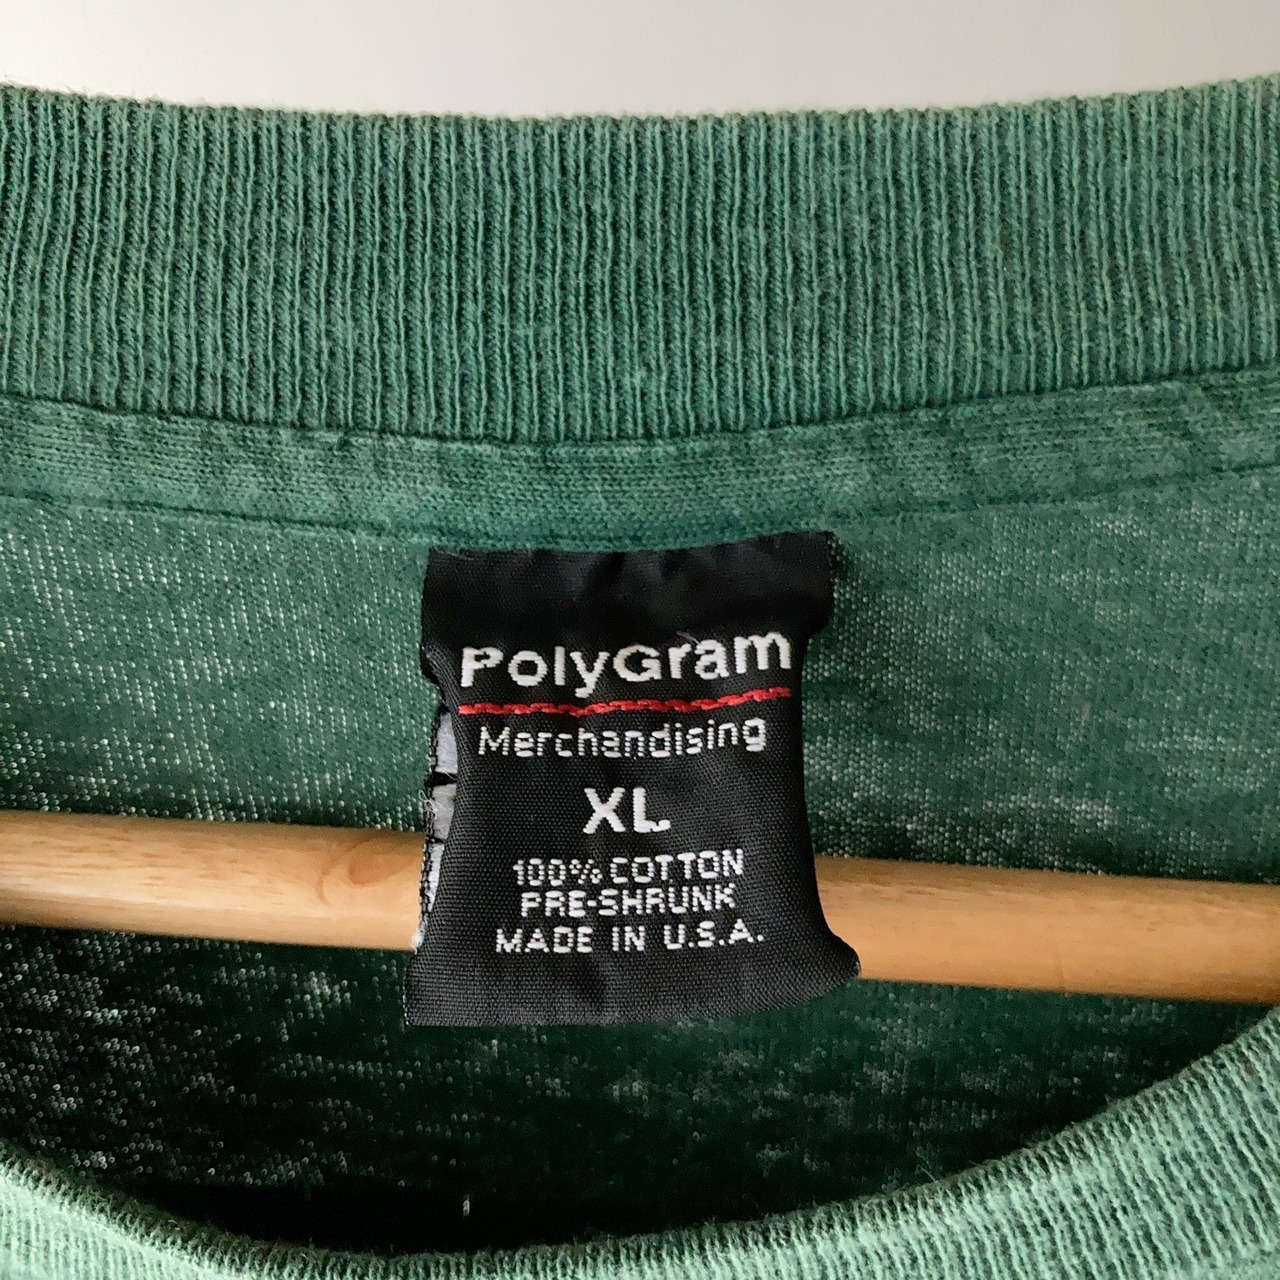 PolyGram
Merchandising
XL
100% COTTON
PRE-SHRUNK
MADE IN U.S.A.